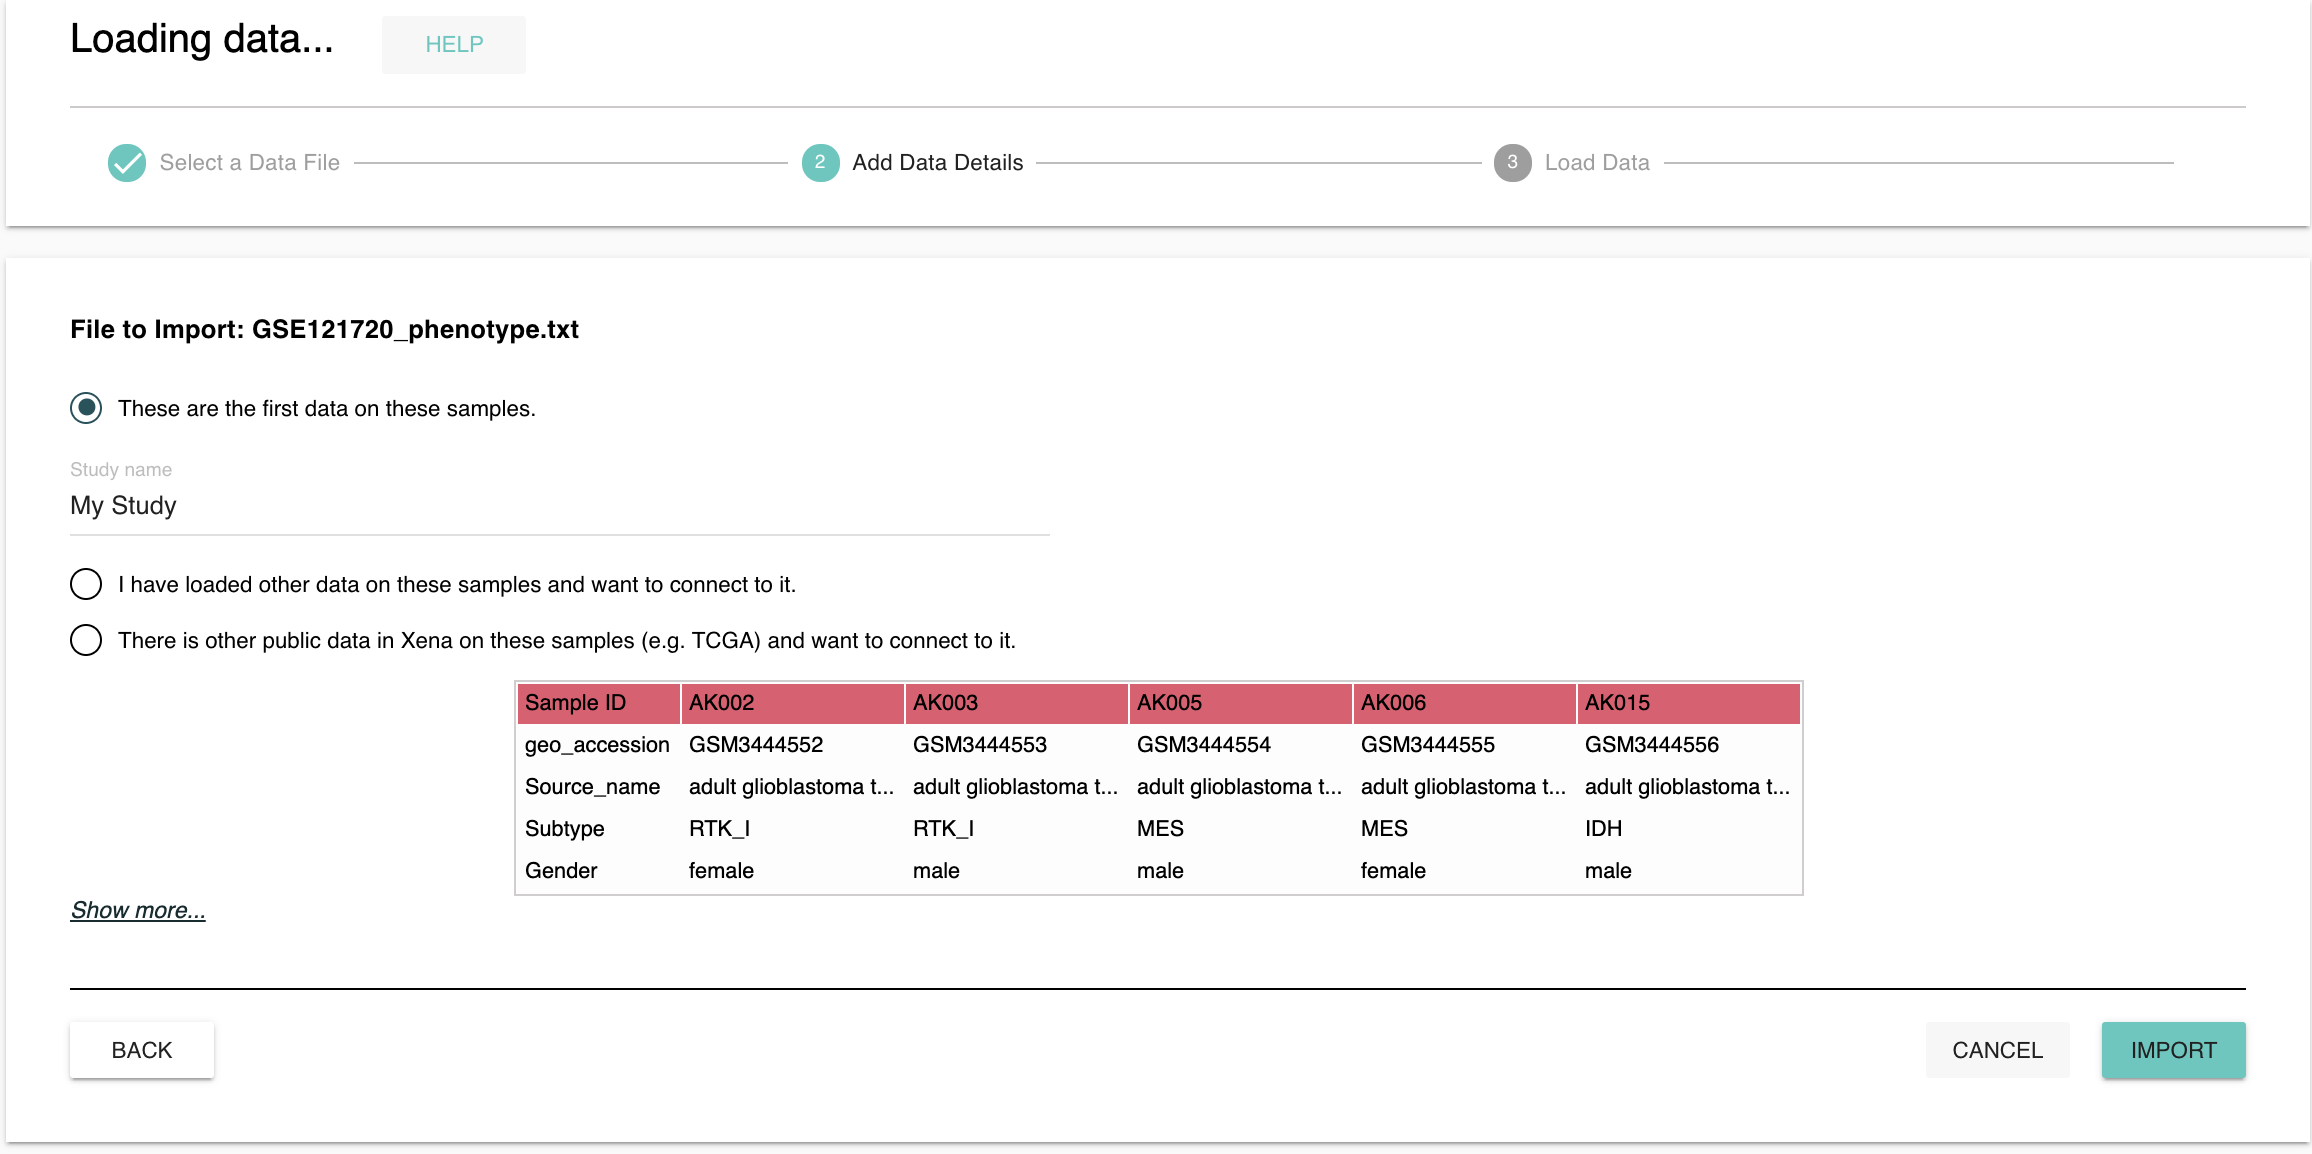 Loading data... HELP
Select a Data File 2 Add Data Details 3 Load Data
File to Import: GSE121720_phenotype.txt
These are the first data on these samples.
Study name
My Study
I have loaded other data on these samples and want to connect to it.
There is other public data in Xena on these samples (e.g. TCGA) and want to connect to it.
Sample ID AK002 AK003 AK005 AK006 AK015
geo_accession GSM3444552 GSM3444553 GSM3444554 GSM3444555 GSM3444556
Source_name adult glioblastoma t... adult glioblastoma t... adult glioblastoma t... adult glioblastoma t... adult glioblastoma t...
Subtype RTK_I RTK_I MES MES IDH
Gender female male male female male
Show more...
BACK CANCEL IMPORT